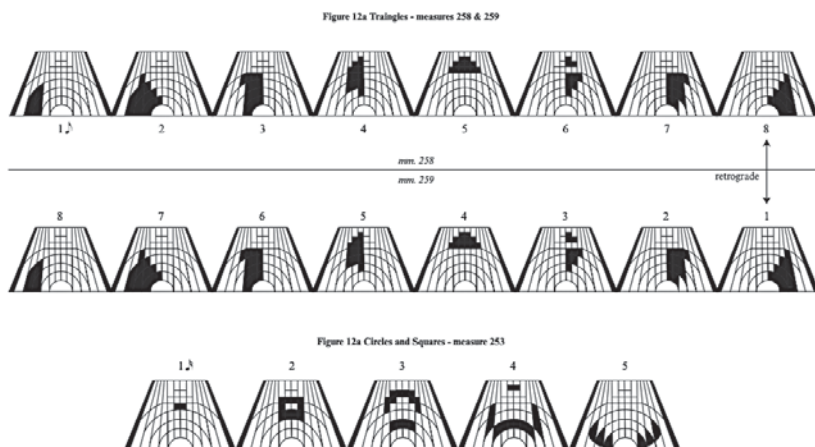 Figure 12a Traingles - measures 258 & 259
1 2 3 4 5 6 7 8
mm. 258
mm. 259
retrograde
8 7 6 5 4 3 2 1
Figure 12a Circles and Squares - measure 253
1 2 3 4 5